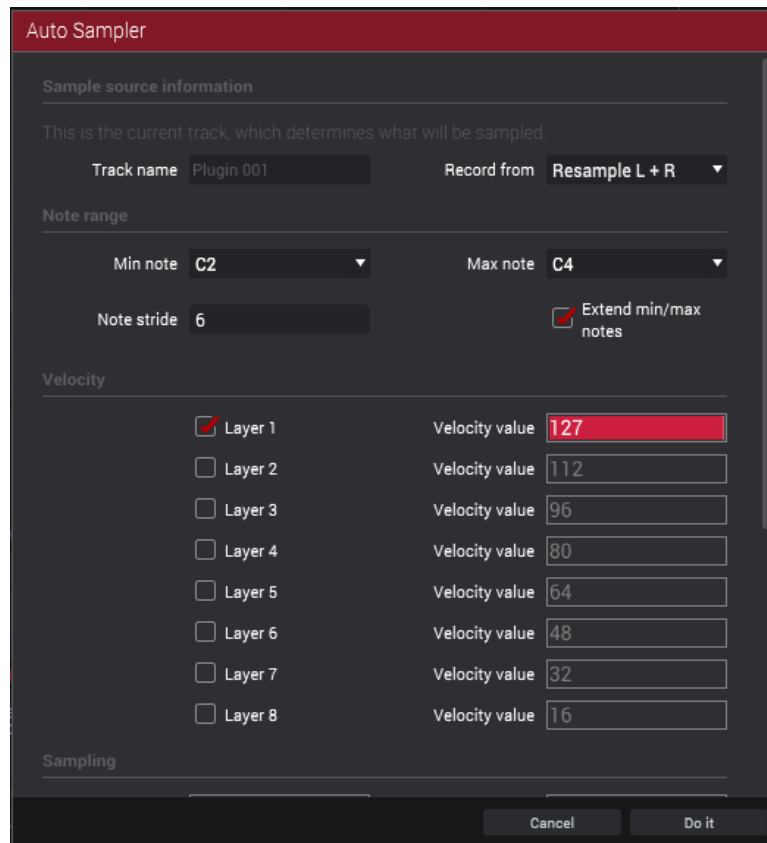 Auto Sampler
Sample source information
This is the current track, which determines what will be sampled.
Track name Plugin 001 Record from Resample L + R
Note range
Min note C2 Max note C4
Note stride 6 Extend min/max
notes
Velocity
Layer 1 Velocity value 127
Layer 2 Velocity value 112
Layer 3 Velocity value 96
Layer 4 Velocity value 80
Layer 5 Velocity value 64
Layer 6 Velocity value 48
Layer 7 Velocity value 32
Layer 8 Velocity value 16
Sampling
Cancel Do it